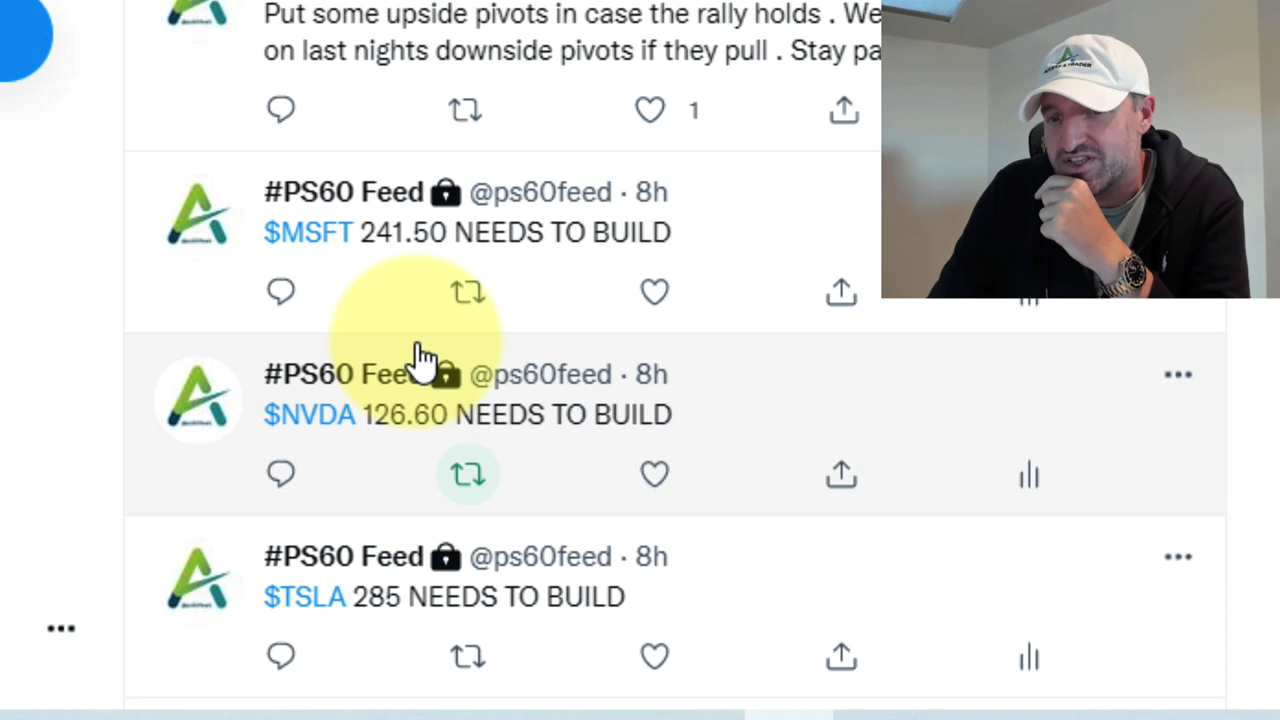 Put some upside pivots in case the rally holds . We
on last nights downside pivots if they pull . Stay pa
1
#PS60 Feed @ps60feed · 8h
$MSFT 241.50 NEEDS TO BUILD
#PS60 Feed @ps60feed · 8h
$NVDA 126.60 NEEDS TO BUILD
#PS60 Feed @ps60feed · 8h
$TSLA 285 NEEDS TO BUILD